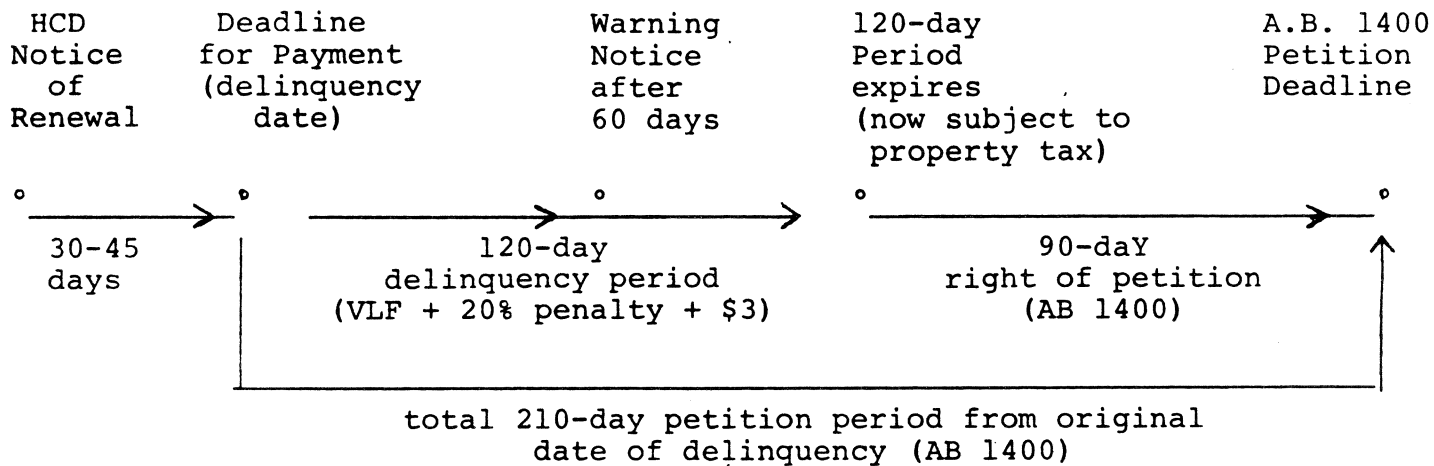 HCD
Notice
of
Renewal
Deadline
for Payment
(delinquency
date)
Warning
Notice
after
60 days
120-day
Period
expires
(now subject to
property tax)
A.B. 1400
Petition
Deadline
30-45
days
120-day
delinquency period
(VLF + 20% penalty + $3)
90-daY
right of petition
(AB 1400)
total 210-day petition period from original
date of delinquency (AB 1400)